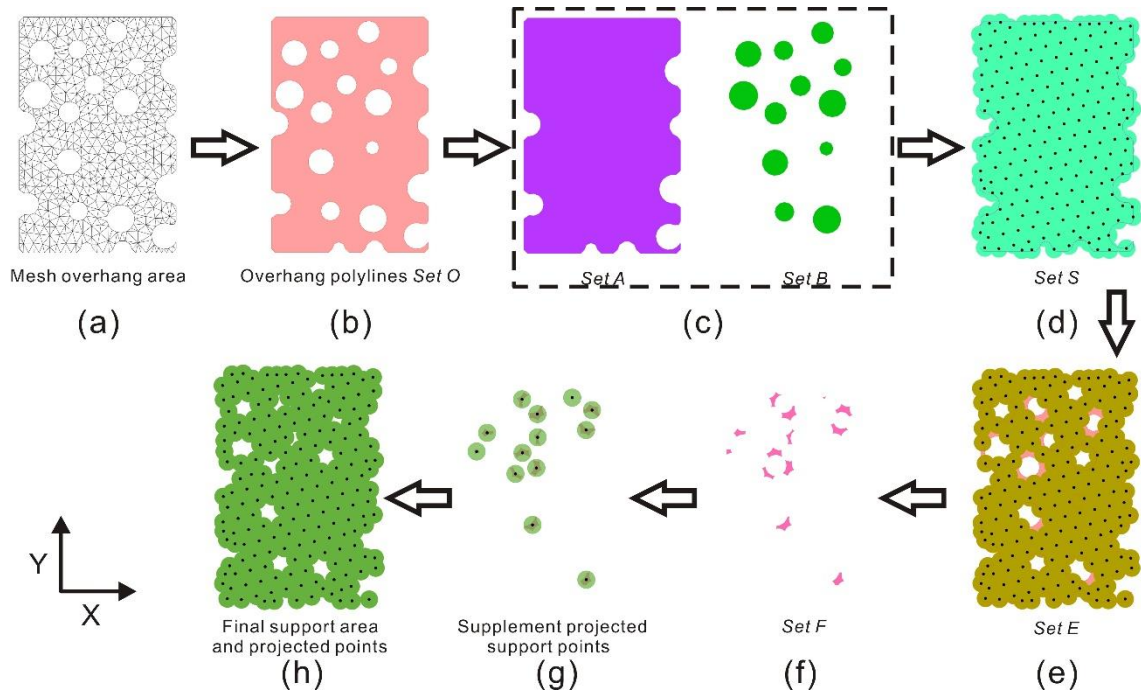 Mesh overhang area
Overhang polylines Set O
Set A
Set B
Set S
(a)
(b)
(c)
(d)
Y
X
Final support area
and projected points
Supplement projected
support points
Set F
Set E
(h)
(g)
(f)
(e)